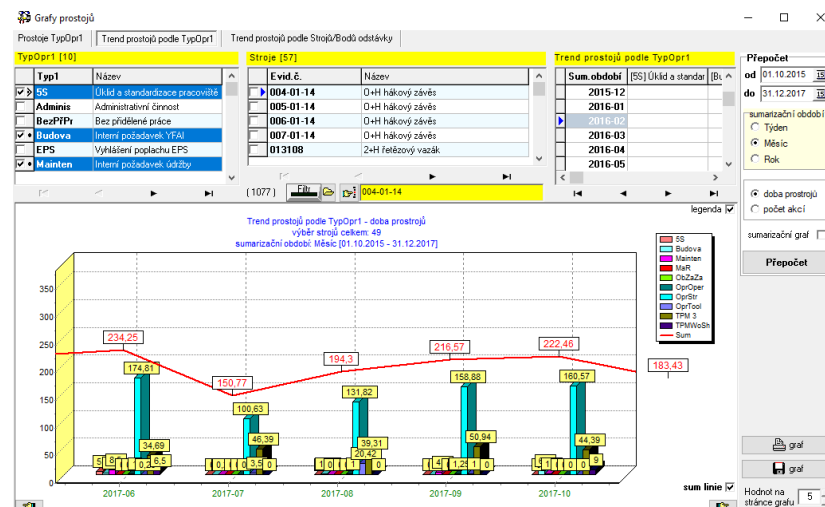 Grafy prostojů
Prostoje TypOpr1
Trend prostojů podle TypOpr1
Trend prostojů podle Strojů/Bodů odstávky
TypOpr1 [10]
Typ1 Název
5S Úklid a standardizace pracoviště
Adminis Administrativní činnost
BezPřPr Bez přidělené práce
Budova Interní požadavek YFAI
EPS Vyhlášení poplachu EPS
Mainten Interní požadavek údržby
Stroje [57]
Evid.č. Název
004-01-14 0+H hákový závěs
005-01-14 0+H hákový závěs
006-01-14 0+H hákový závěs
007-01-14 0+H hákový závěs
013108 2+H řetězový vazák
(1077) Filtr 004-01-14
Trend prostojů podle TypOpr1
Sum.období [5S] Úklid a standar
2015-12
2016-01
2016-02
2016-03
2016-04
2016-05
Přepočet
od 01.10.2015 15
do 31.12.2017 15
sumarizační období
Týden
Měsíc
Rok
doba prostrojů
počet akcí
sumarizační graf
Přepočet
legenda
Trend prostojů podle TypOpr1 - doba prostrojů
výběr strojů celkem: 49
sumarizační období: Měsíc [01.10.2015 - 31.12.2017]
5S
Budova
Mainten
MaR
ObZaZa
OprOper
OprStr
OprTool
TPM 3
TPMWoSh
Sum
350
300
250
200
150
100
50
0
234,25
150,77
194,3
216,57
222,46
183,43
174,81
100,63
131,82
158,88
160,57
34,69
46,39
39,31
50,94
44,39
6,5
20,42
2017-06
2017-07
2017-08
2017-09
2017-10
sum linie
graf
graf
Hodnot na
stránce grafu 5